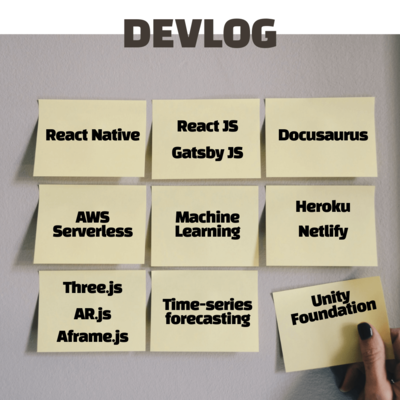 DEVLOG
React Native
React JS
Gatsby JS
Docusaurus
AWS
Serverless
Machine
Learning
Heroku
Netlify
Three.js
AR.js
Aframe.js
Time-series
forecasting
Unity
Foundation